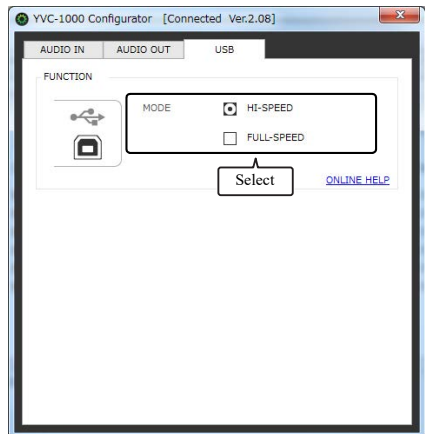 YVC-1000 Configurator [Connected Ver.2.08]
x
AUDIO IN AUDIO OUT USB
FUNCTION
MODE HI-SPEED
FULL-SPEED
Select
ONLINE HELP